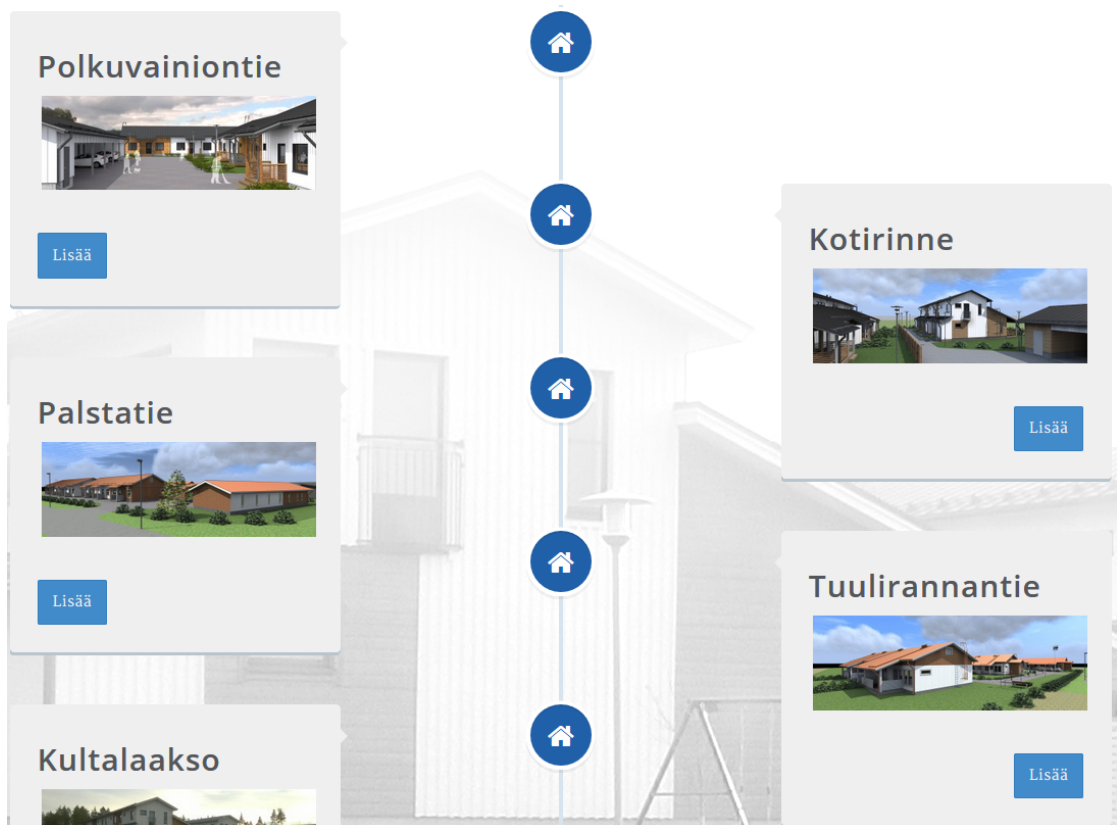 Polkuvainiontie
Lisää
Kotirinne
Lisää
Palstatie
Lisää
Tuulirannantie
Lisää
Kultalaakso